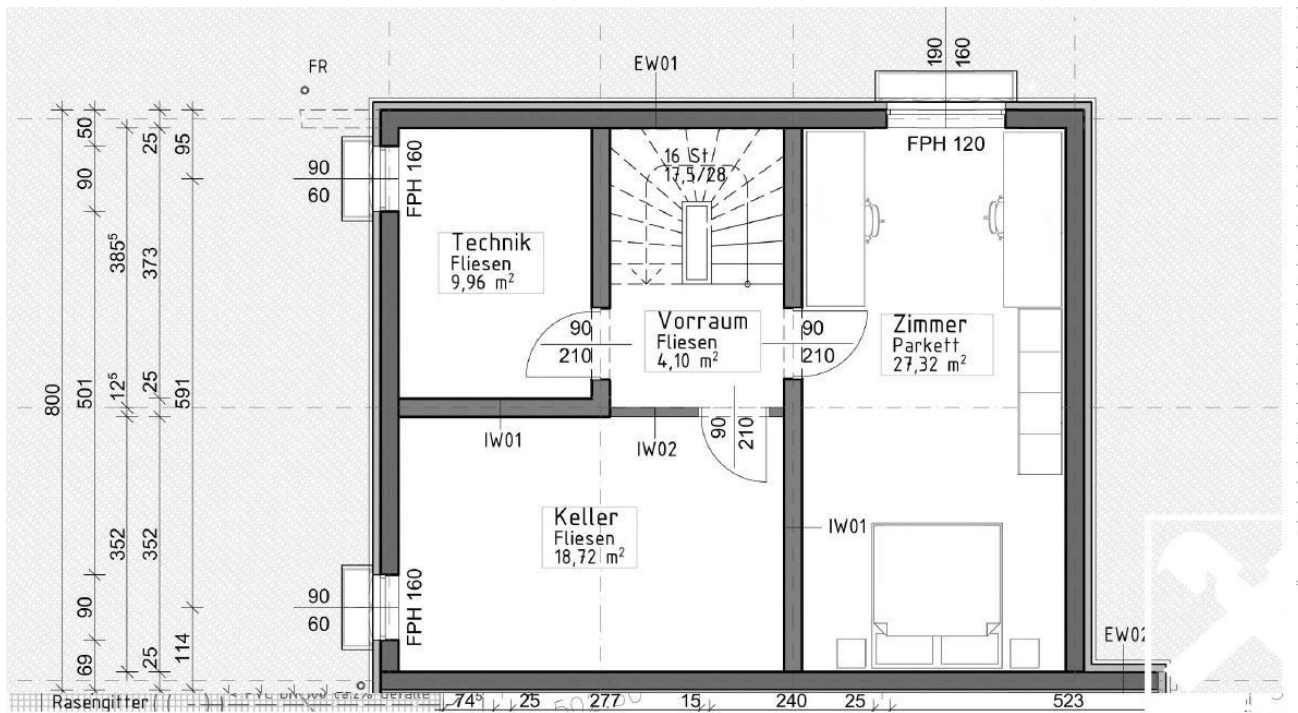 FR
EW01
190
160
50
25
95
90
60
FPH 160
16 St/
17,5/28
FPH 120
90
385⁵
373
Technik
Fliesen
9,96 m²
Vorraum
Fliesen
4,10 m²
Zimmer
Parkett
27,32 m²
90
210
90
210
800
501
12⁵
25
591
90
210
IW01
IW02
Keller
Fliesen
18,72 m²
IW01
352
352
90
60
FPH 160
90
69
25
114
EW02
Rasengitter
74⁵
25
277
15
240
25
523